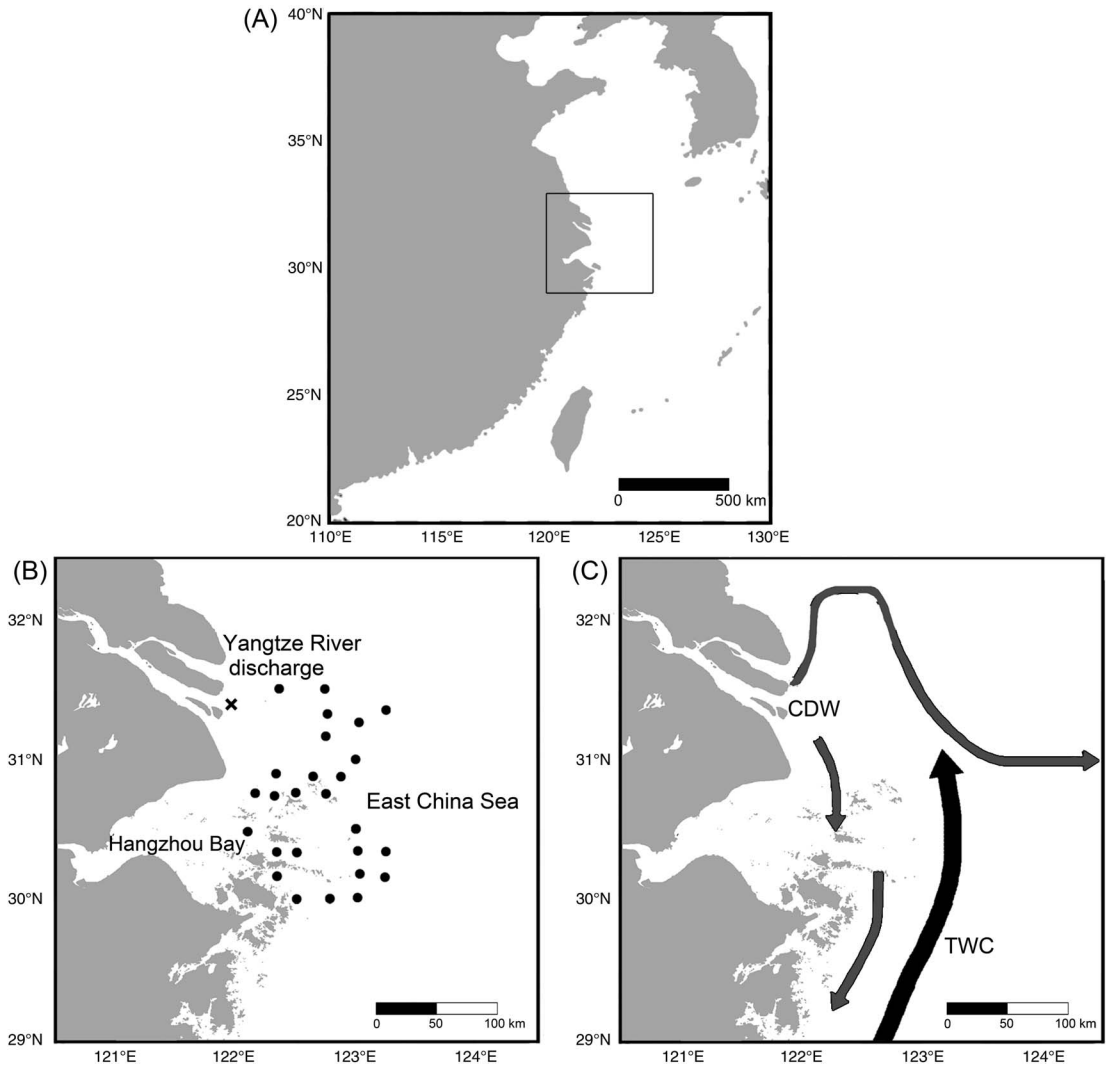 (A)
40°N
35°N
30°N
25°N
20°N
110°E
115°E
120°E
125°E
130°E
0
500 km
(B)
32°N
31°N
30°N
29°N
121°E
122°E
123°E
124°E
Yangtze River
discharge
East China Sea
Hangzhou Bay
0
50
100 km
(C)
32°N
31°N
30°N
29°N
121°E
122°E
123°E
124°E
CDW
TWC
0
50
100 km